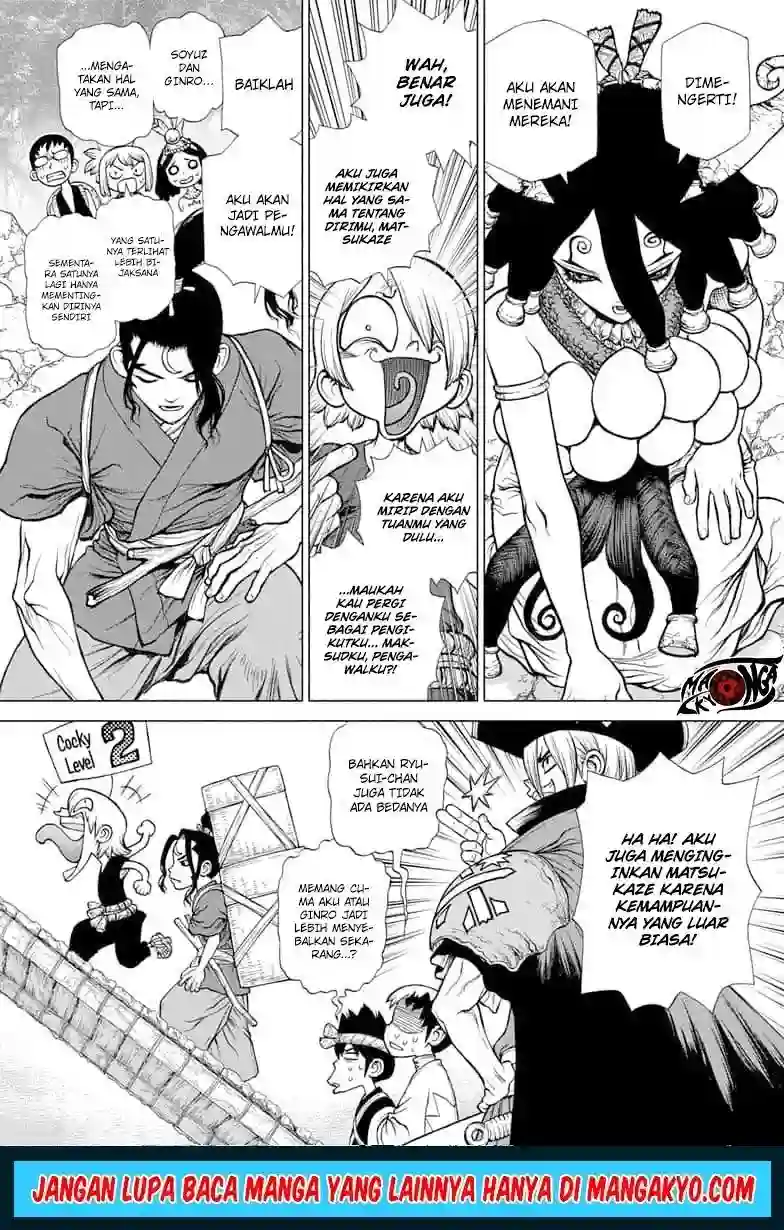 DIME-
NGERTI!
AKU AKAN
MENEMANI
MEREKA!
WAH,
BENAR
JUGA!
AKU JUGA
MEMIKIRKAN
HAL YANG SA-
MA TENTANG
DIRIMU, MAT-
SUKAZE
KARENA AKU
MIRIP DENGAN
TUANMU YANG
DULU...
...MAUKAH
KAU PERGI
DENGANKU SE-
BAGAI PENGI-
KUTKU... MAK-
SUDKU, PENGA-
WALKU?!
BAIKLAH
AKU AKAN
JADI PE-
NGAWALMU!
SOYUZ
DAN
GINRO...
...MENGA-
TAKAN HAL
YANG SAMA,
TAPI...
YANG SATU-
NYA TERLIHAT
LEBIH BI-
JAKSANA
SEMENTA-
RA SATUNYA
LAGI HANYA
MEMENTING-
KAN DIRINYA
SENDIRI
MANGA
KYO
HA HA! AKU
JUGA MENGING-
INKAN MATSU-
KAZE KARENA
KEMAMPUAN-
NYA YANG LUAR
BIASA!
BAHKAN RYU-
SUI-CHAN
JUGA TIDAK
ADA BEDANYA
MEMANG CU-
MA AKU ATAU
GINRO JADI
LEBIH MENYE-
BALKAN SEKA-
RANG...?
Cocky
Level 2
JANGAN LUPA BACA MANGA YANG LAINNYA HANYA DI MANGAKYO.COM